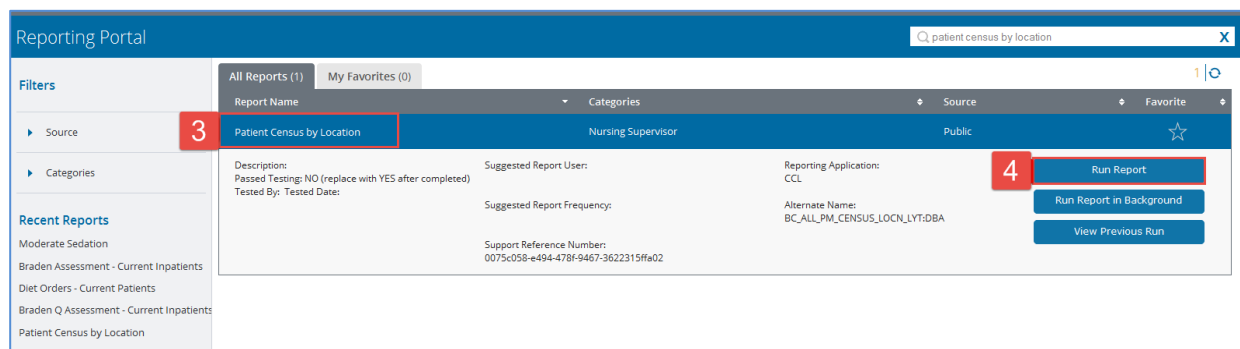 Reporting Portal
patient census by location X
Filters
Source
Categories
Recent Reports
Moderate Sedation
Braden Assessment - Current Inpatients
Diet Orders - Current Patients
Braden Q Assessment - Current Inpatients
Patient Census by Location
All Reports (1) My Favorites (0) 1
Report Name Categories Source Favorite
3 Patient Census by Location Nursing Supervisor Public
Description:
Passed Testing: NO (replace with YES after completed)
Tested By: Tested Date:
Suggested Report User:
Suggested Report Frequency:
Support Reference Number:
0075c058-e494-478f-9467-3622315ffa02
Reporting Application:
CCL
Alternate Name:
BC_ALL_PM_CENSUS_LOCN_LYT:DBA
4 Run Report
Run Report in Background
View Previous Run